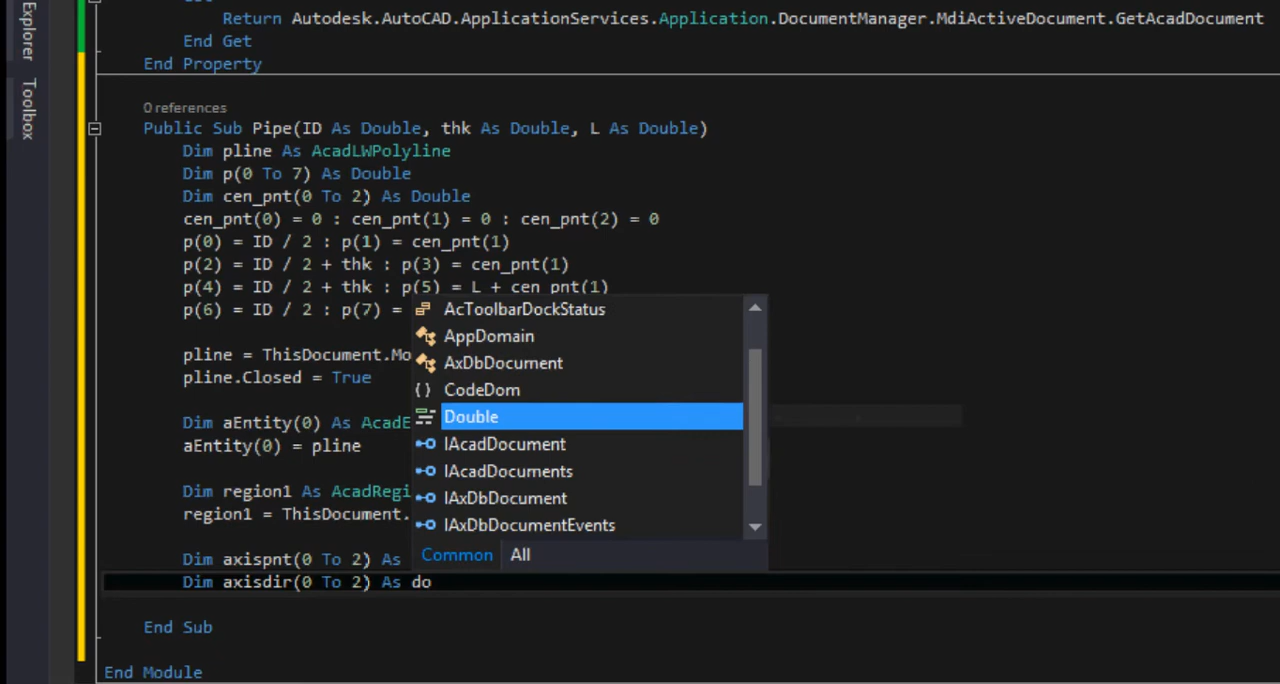 Explorer
Toolbox
Return Autodesk.AutoCAD.ApplicationServices.Application.DocumentManager.MdiActiveDocument.GetAcadDocument
End Get
End Property
0 references
Public Sub Pipe(ID As Double, thk As Double, L As Double)
Dim pline As AcadLWPolyline
Dim p(0 To 7) As Double
Dim cen_pnt(0 To 2) As Double
cen_pnt(0) = 0 : cen_pnt(1) = 0 : cen_pnt(2) = 0
p(0) = ID / 2 : p(1) = cen_pnt(1)
p(2) = ID / 2 + thk : p(3) = cen_pnt(1)
p(4) = ID / 2 + thk : p(5) = L + cen_pnt(1)
p(6) = ID / 2 : p(7) =
pline = ThisDocument.Mo
pline.Closed = True
Dim aEntity(0) As AcadE
aEntity(0) = pline
Dim region1 As AcadRegi
region1 = ThisDocument.
Dim axispnt(0 To 2) As
Dim axisdir(0 To 2) As do
End Sub
End Module
AcToolbarDockStatus
AppDomain
AxDbDocument
CodeDom
Double
IAcadDocument
IAcadDocuments
IAxDbDocument
IAxDbDocumentEvents
Common All